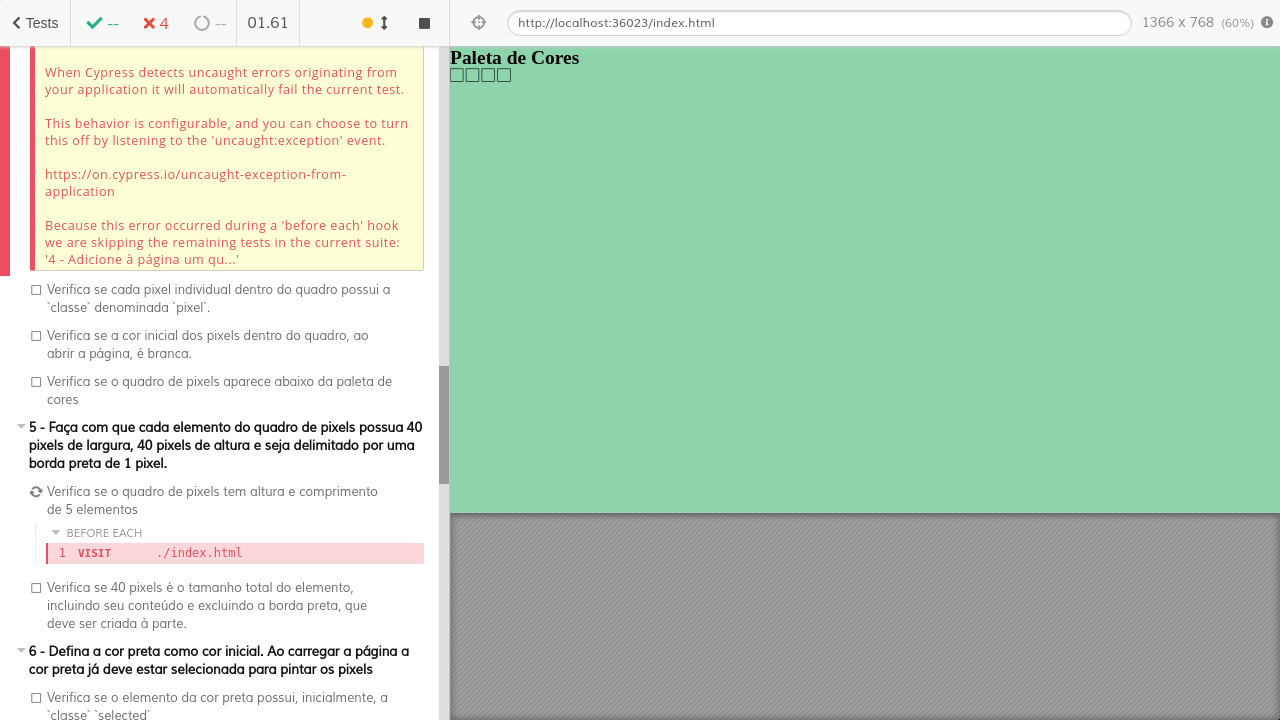 Tests
--
4
--
01.61
http://localhost:36023/index.html
1366 x 768 (60%)
When Cypress detects uncaught errors originating from
your application it will automatically fail the current test.
This behavior is configurable, and you can choose to turn
this off by listening to the 'uncaught:exception' event.
https://on.cypress.io/uncaught-exception-from-
application
Because this error occurred during a 'before each' hook
we are skipping the remaining tests in the current suite:
'4 - Adicione à página um qu...'
Verifica se cada pixel individual dentro do quadro possui a
`classe` denominada `pixel`.
Verifica se a cor inicial dos pixels dentro do quadro, ao
abrir a página, é branca.
Verifica se o quadro de pixels aparece abaixo da paleta de
cores
5 - Faça com que cada elemento do quadro de pixels possua 40
pixels de largura, 40 pixels de altura e seja delimitado por uma
borda preta de 1 pixel.
Verifica se o quadro de pixels tem altura e comprimento
de 5 elementos
BEFORE EACH
1 VISIT ./index.html
Verifica se 40 pixels é o tamanho total do elemento,
incluindo seu conteúdo e excluindo a borda preta, que
deve ser criada à parte.
6 - Defina a cor preta como cor inicial. Ao carregar a página a
cor preta já deve estar selecionada para pintar os pixels
Verifica se o elemento da cor preta possui, inicialmente, a
`classe` `selected`
Paleta de Cores